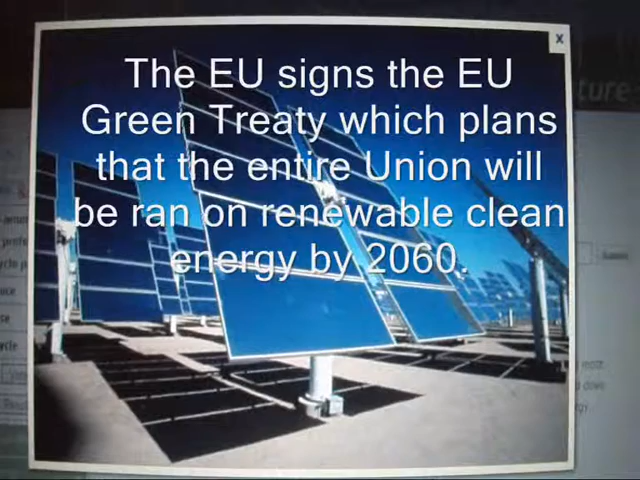 x
The EU signs the EU
Green Treaty which plans
that the entire Union will
be ran on renewable clean
energy by 2060.
ture